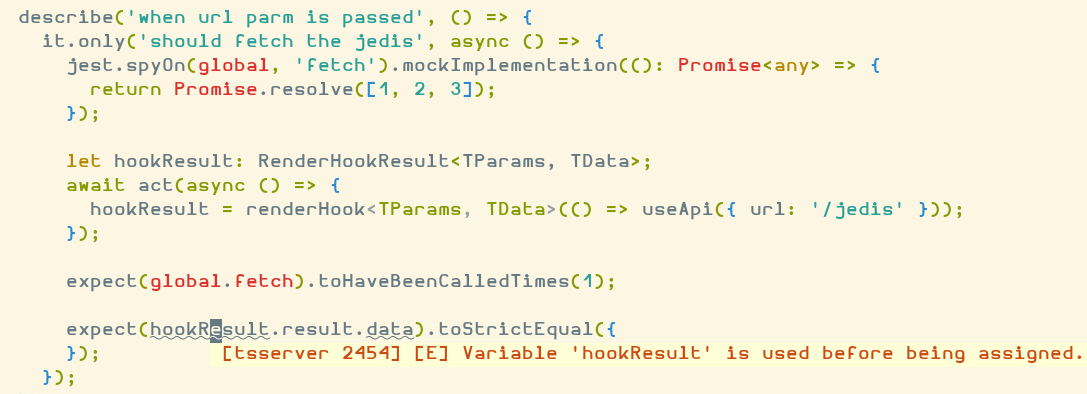 describe('when url parm is passed', () => {
it.only('should fetch the jedis', async () => {
jest.spyOn(global, 'fetch').mockImplementation((): Promise<any> => {
return Promise.resolve([1, 2, 3]);
});
let hookResult: RenderHookResult<TParams, TData>;
await act(async () => {
hookResult = renderHook<TParams, TData>(() => useApi({ url: '/jedis' }));
});
expect(global.fetch).toHaveBeenCalledTimes(1);
expect(hookResult.result.data).toStrictEqual({
}); [tsserver 2454] [E] Variable 'hookResult' is used before being assigned.
});